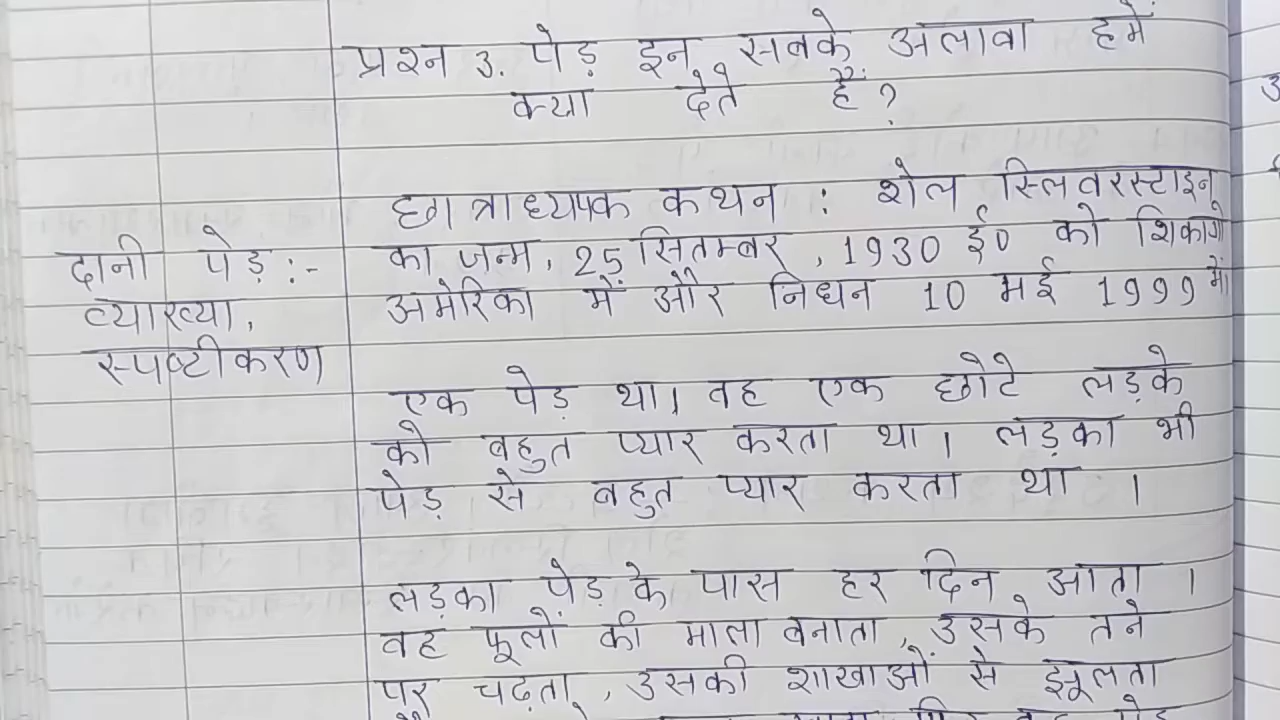 प्रश्न 3. पेड़ इन सबके अलावा हमें
क्या देते हैं?
छात्राध्यपक कथन : शेल स्लिवरस्टाइन
दानी पेड़ :-
व्याख्या,
स्पष्टीकरण
का जन्म, 25 सितम्बर, 1930 ई० को शिकागो
अमेरिका में और निधन 10 मई 1999 में।
एक पेड़ था। वह एक छोटे लड़के
को बहुत प्यार करता था। लड़का भी
पेड़ से बहुत प्यार करता था ।
लड़का पेड़ के पास हर दिन आता ।
वह फूलों की माला बनाता, उसके तने
पर चढ़ता, उसकी शाखाओं से झूलता